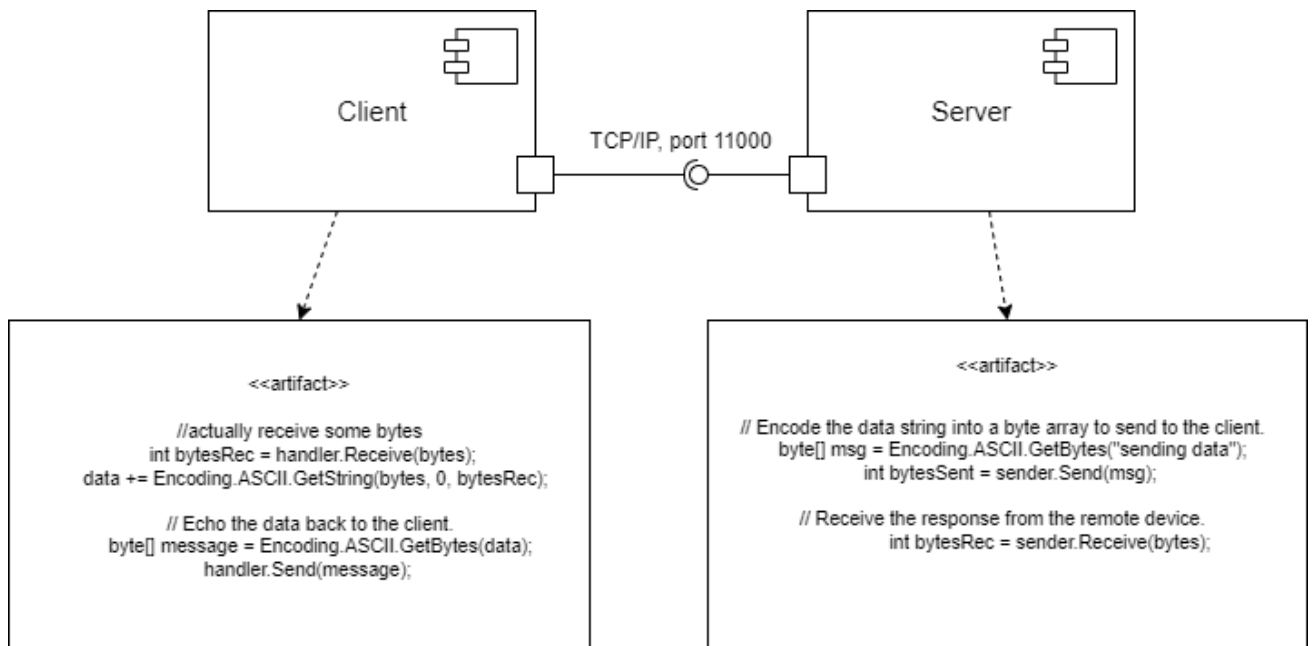 Client
Server
TCP/IP, port 11000
<<artifact>>
//actually receive some bytes
int bytesRec = handler.Receive(bytes);
data += Encoding.ASCII.GetString(bytes, 0, bytesRec);
// Echo the data back to the client.
byte[] message = Encoding.ASCII.GetBytes(data);
handler.Send(message);
<<artifact>>
// Encode the data string into a byte array to send to the client.
byte[] msg = Encoding.ASCII.GetBytes("sending data");
int bytesSent = sender.Send(msg);
// Receive the response from the remote device.
int bytesRec = sender.Receive(bytes);